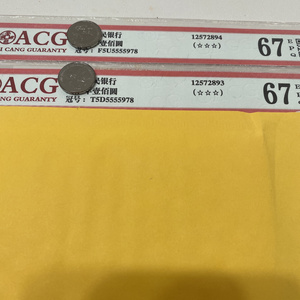 ACG
CANG GUARANTY
民银行
壹佰圆
冠号: F5U5555978
12572894
(☆☆☆)
67 E
P
Q
ACG
CANG GUARANTY
民银行
壹佰圆
冠号: T5D5555978
12572893
(☆☆☆)
67